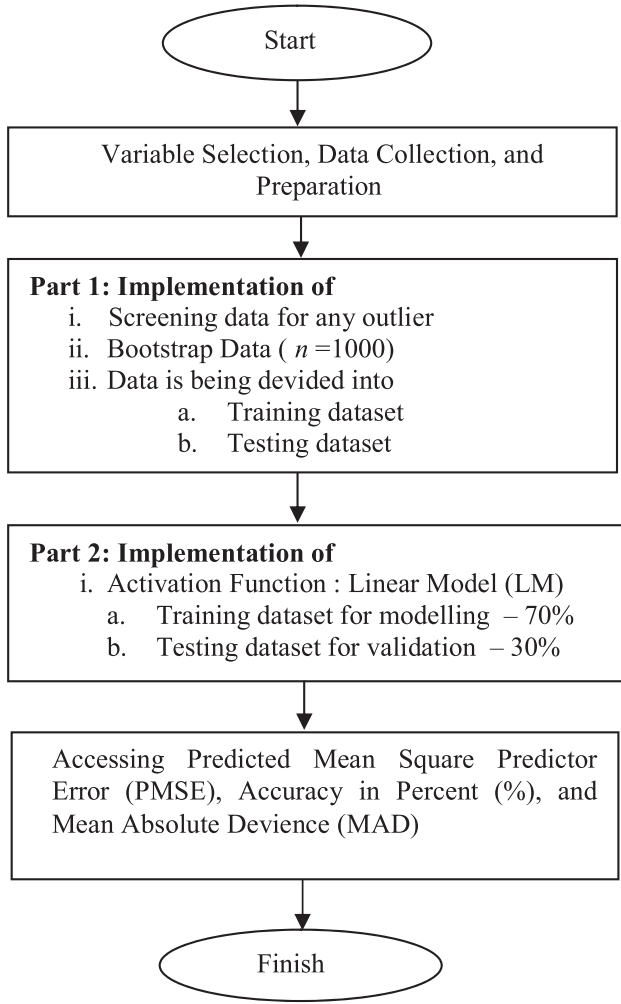 Start
Variable Selection, Data Collection, and
Preparation
Part 1: Implementation of
i. Screening data for any outlier
ii. Bootstrap Data ( n =1000)
iii. Data is being devided into
a. Training dataset
b. Testing dataset
Part 2: Implementation of
i. Activation Function : Linear Model (LM)
a. Training dataset for modelling – 70%
b. Testing dataset for validation – 30%
Accessing Predicted Mean Square Predictor
Error (PMSE), Accuracy in Percent (%), and
Mean Absolute Devience (MAD)
Finish